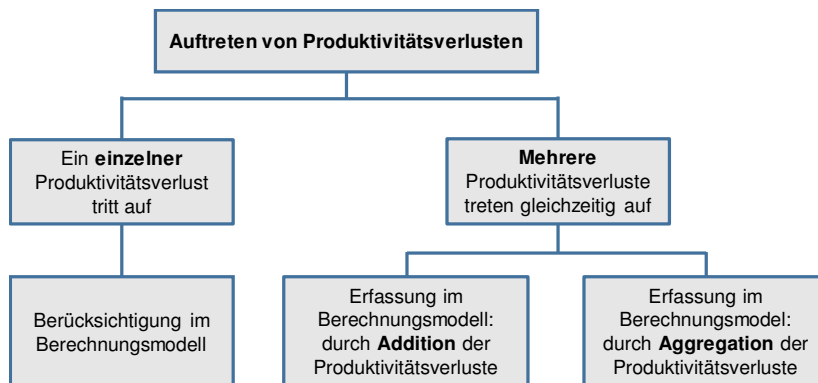 Auftreten von Produktivitätsverlusten
Ein einzelner
Produktivitätsverlust
tritt auf
Mehrere
Produktivitätsverluste
treten gleichzeitig auf
Berücksichtigung im
Berechnungsmodell
Erfassung im
Berechnungsmodell:
durch Addition der
Produktivitätsverluste
Erfassung im
Berechnungsmodel:
durch Aggregation der
Produktivitätsverluste